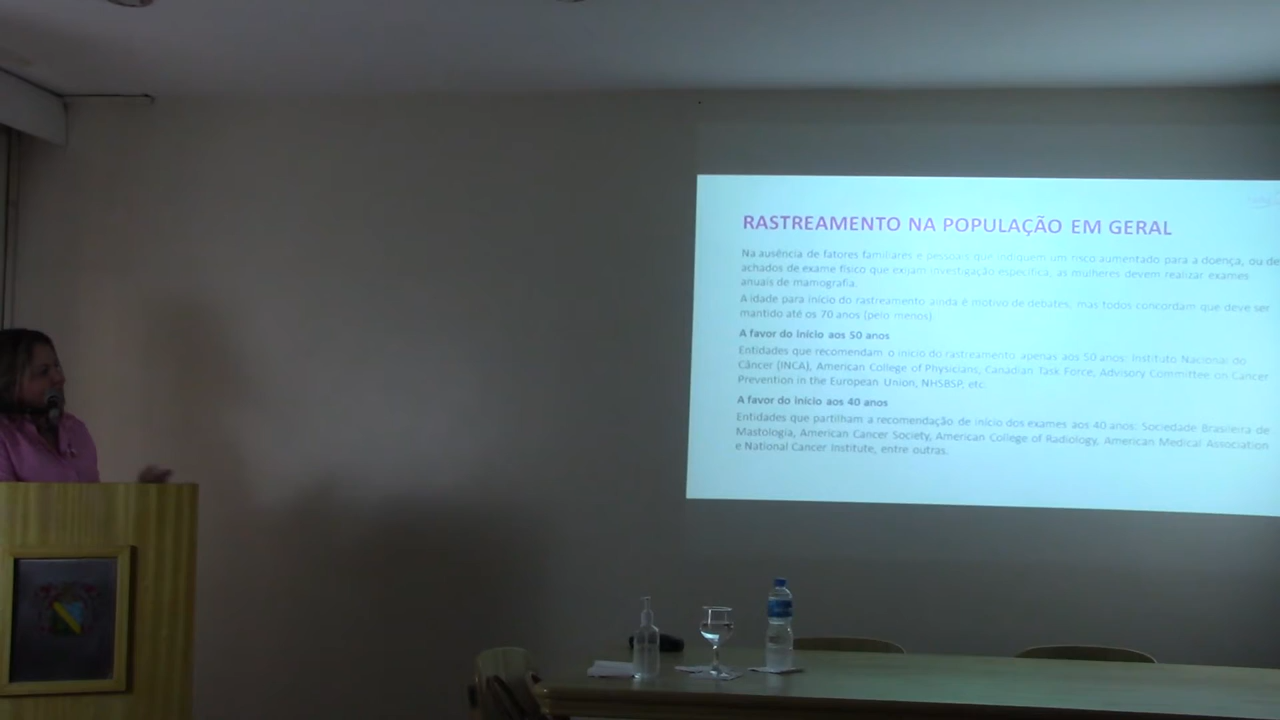 RASTREAMENTO NA POPULAÇÃO EM GERAL
Na ausência de fatores familiares e pessoais que indiquem um risco aumentado para a doença, ou de
achados de exame físico que exijam investigação específica, as mulheres devem realizar exames
anuais de mamografia.
A idade para início do rastreamento ainda é motivo de debates, mas todos concordam que deve ser
mantido até os 70 anos (pelo menos).
A favor do início aos 50 anos
Entidades que recomendam o início do rastreamento apenas aos 50 anos: Instituto Nacional do
Câncer (INCA), American College of Physicians, Canadian Task Force, Advisory Committee on Cancer
Prevention in the European Union, NHSBSP, etc.
A favor do início aos 40 anos
Entidades que partilham a recomendação de início dos exames aos 40 anos: Sociedade Brasileira de
Mastologia, American Cancer Society, American College of Radiology, American Medical Association
e National Cancer Institute, entre outras.